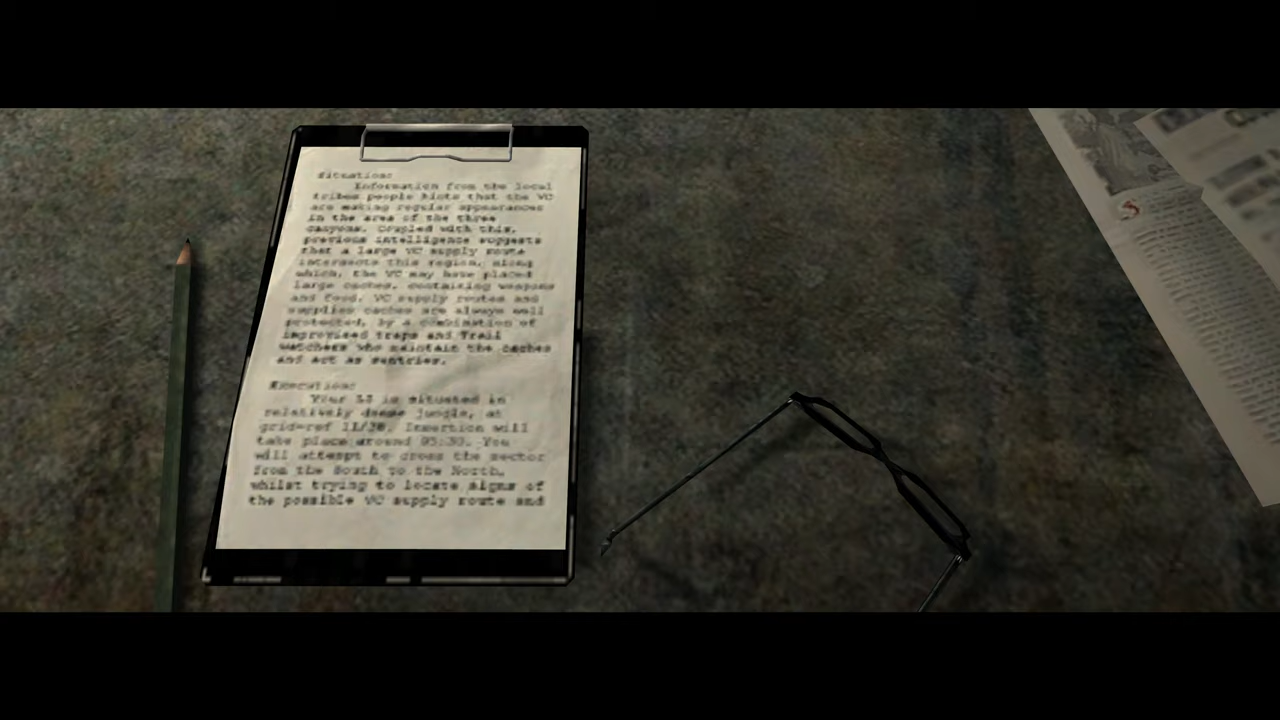 Situation:
Information from the local
tribes people hints that the VC
are making regular appearances
in the area of the three
canyons. Coupled with this,
previous intelligence suggests
that a large VC supply route
intersects this region, along
which, the VC may have placed
large caches, containing weapons
and food. VC supply routes and
supplies caches are always well
protected, by a combination of
improvised traps and Trail
watchers who maintain the caches
and act as sentries.
Execution:
Your LZ is situated in
relatively dense jungle, at
grid=ref 11/38. Insertion will
take place around 05:30. You
will attempt to cross the sector
from the South to the North,
whilst trying to locate signs of
the possible VC supply route and